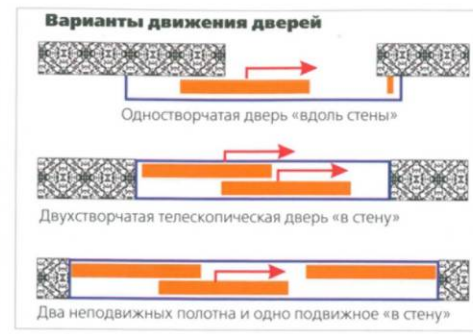 Варианты движения дверей
Одностворчатая дверь «вдоль стены»
Двухстворчатая телескопическая дверь «в стену»
Два неподвижных полотна и одно подвижное «в стену»